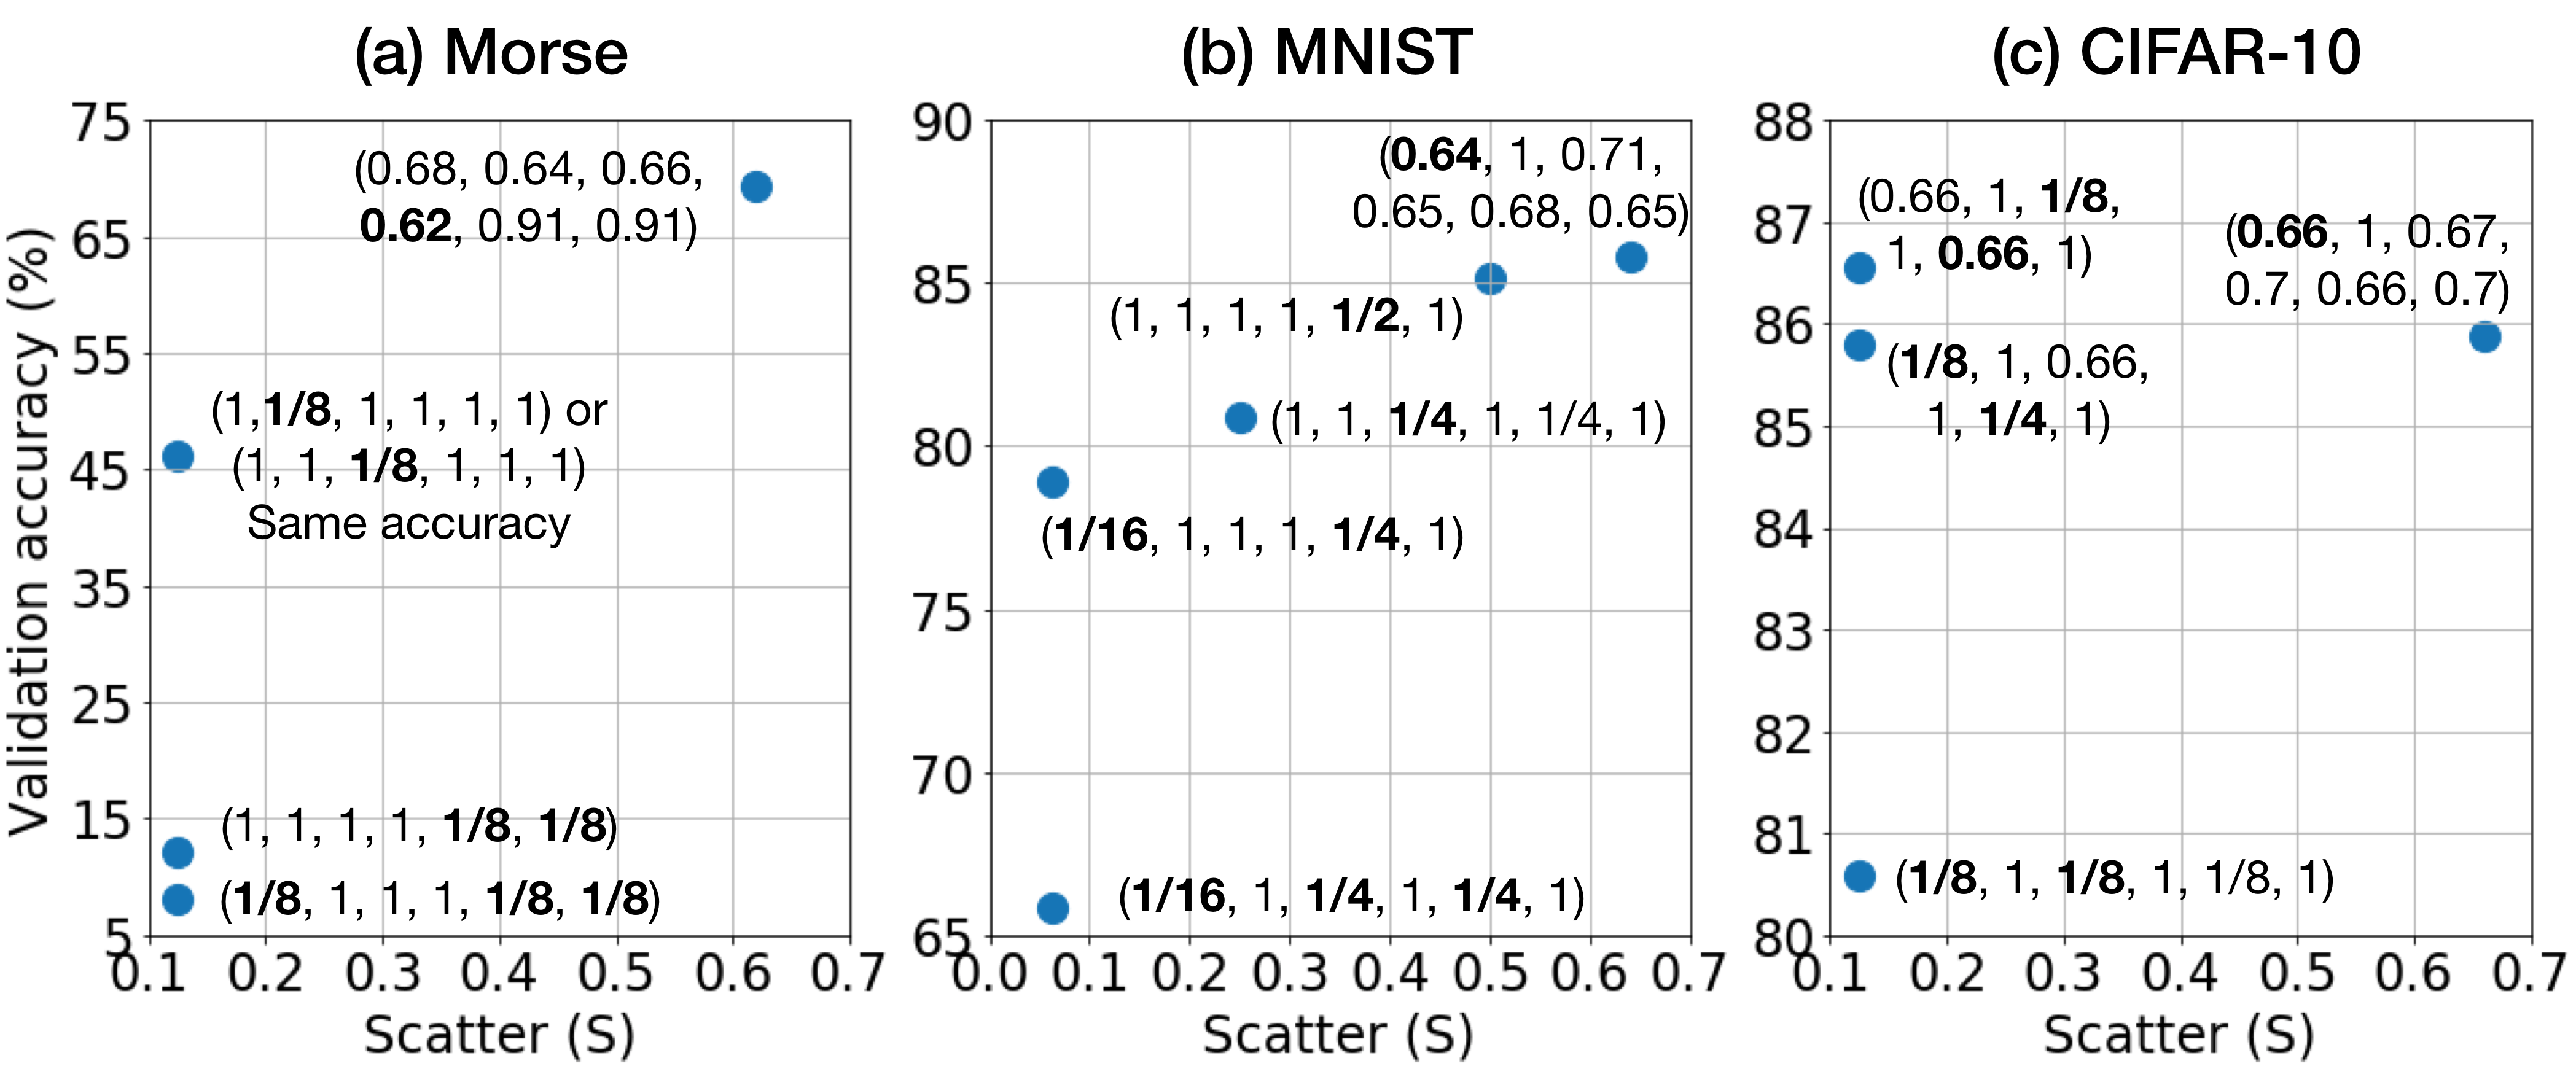 (a) Morse
Validation accuracy (%)
75
65
55
45
35
25
15
5
(0.68, 0.64, 0.66,
0.62, 0.91, 0.91)
(1,1/8, 1, 1, 1, 1) or
(1, 1, 1/8, 1, 1, 1)
Same accuracy
(1, 1, 1, 1, 1/8, 1/8)
(1/8, 1, 1, 1, 1/8, 1/8)
0.1 0.2 0.3 0.4 0.5 0.6 0.7
Scatter (S)
(b) MNIST
90
85
80
75
70
65
(0.64, 1, 0.71,
0.65, 0.68, 0.65)
(1, 1, 1, 1, 1/2, 1)
(1, 1, 1/4, 1, 1/4, 1)
(1/16, 1, 1, 1, 1/4, 1)
(1/16, 1, 1/4, 1, 1/4, 1)
0.0 0.1 0.2 0.3 0.4 0.5 0.6 0.7
Scatter (S)
(c) CIFAR-10
88
87
86
85
84
83
82
81
80
(0.66, 1, 1/8,
1, 0.66, 1)
(0.66, 1, 0.67,
0.7, 0.66, 0.7)
(1/8, 1, 0.66,
1, 1/4, 1)
(1/8, 1, 1/8, 1, 1/8, 1)
0.1 0.2 0.3 0.4 0.5 0.6 0.7
Scatter (S)